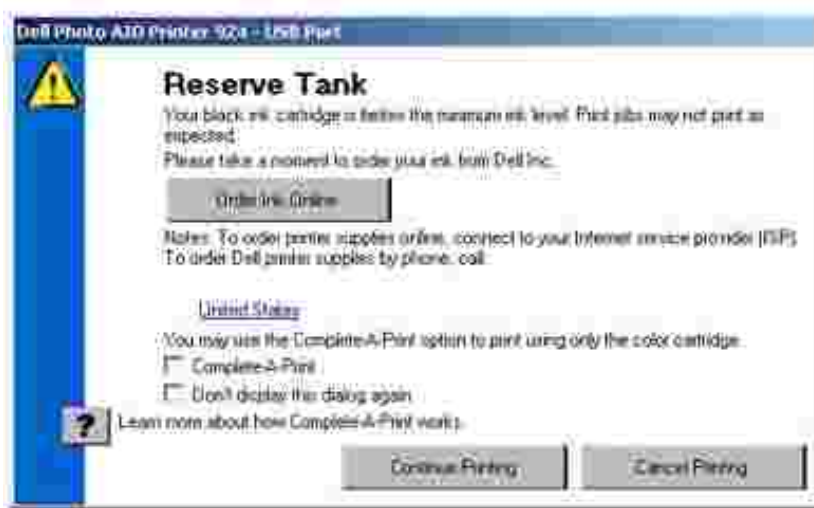 Dell Photo AIO Printer 924 - USB Port
Reserve Tank
Your black ink cartridge is below the minimum ink level. Print jobs may not print as
expected.
Please take a moment to order your ink from Dell Inc.
Order Ink Online
Notes: To order printer supplies online, connect to your Internet service provider (ISP)
To order Dell printer supplies by phone, call:
United States
You may use the Complete-A-Print option to print using only the color cartridge.
Complete-A-Print
Don't display this dialog again
? Learn more about how Complete-A-Print works.
Continue Printing
Cancel Printing